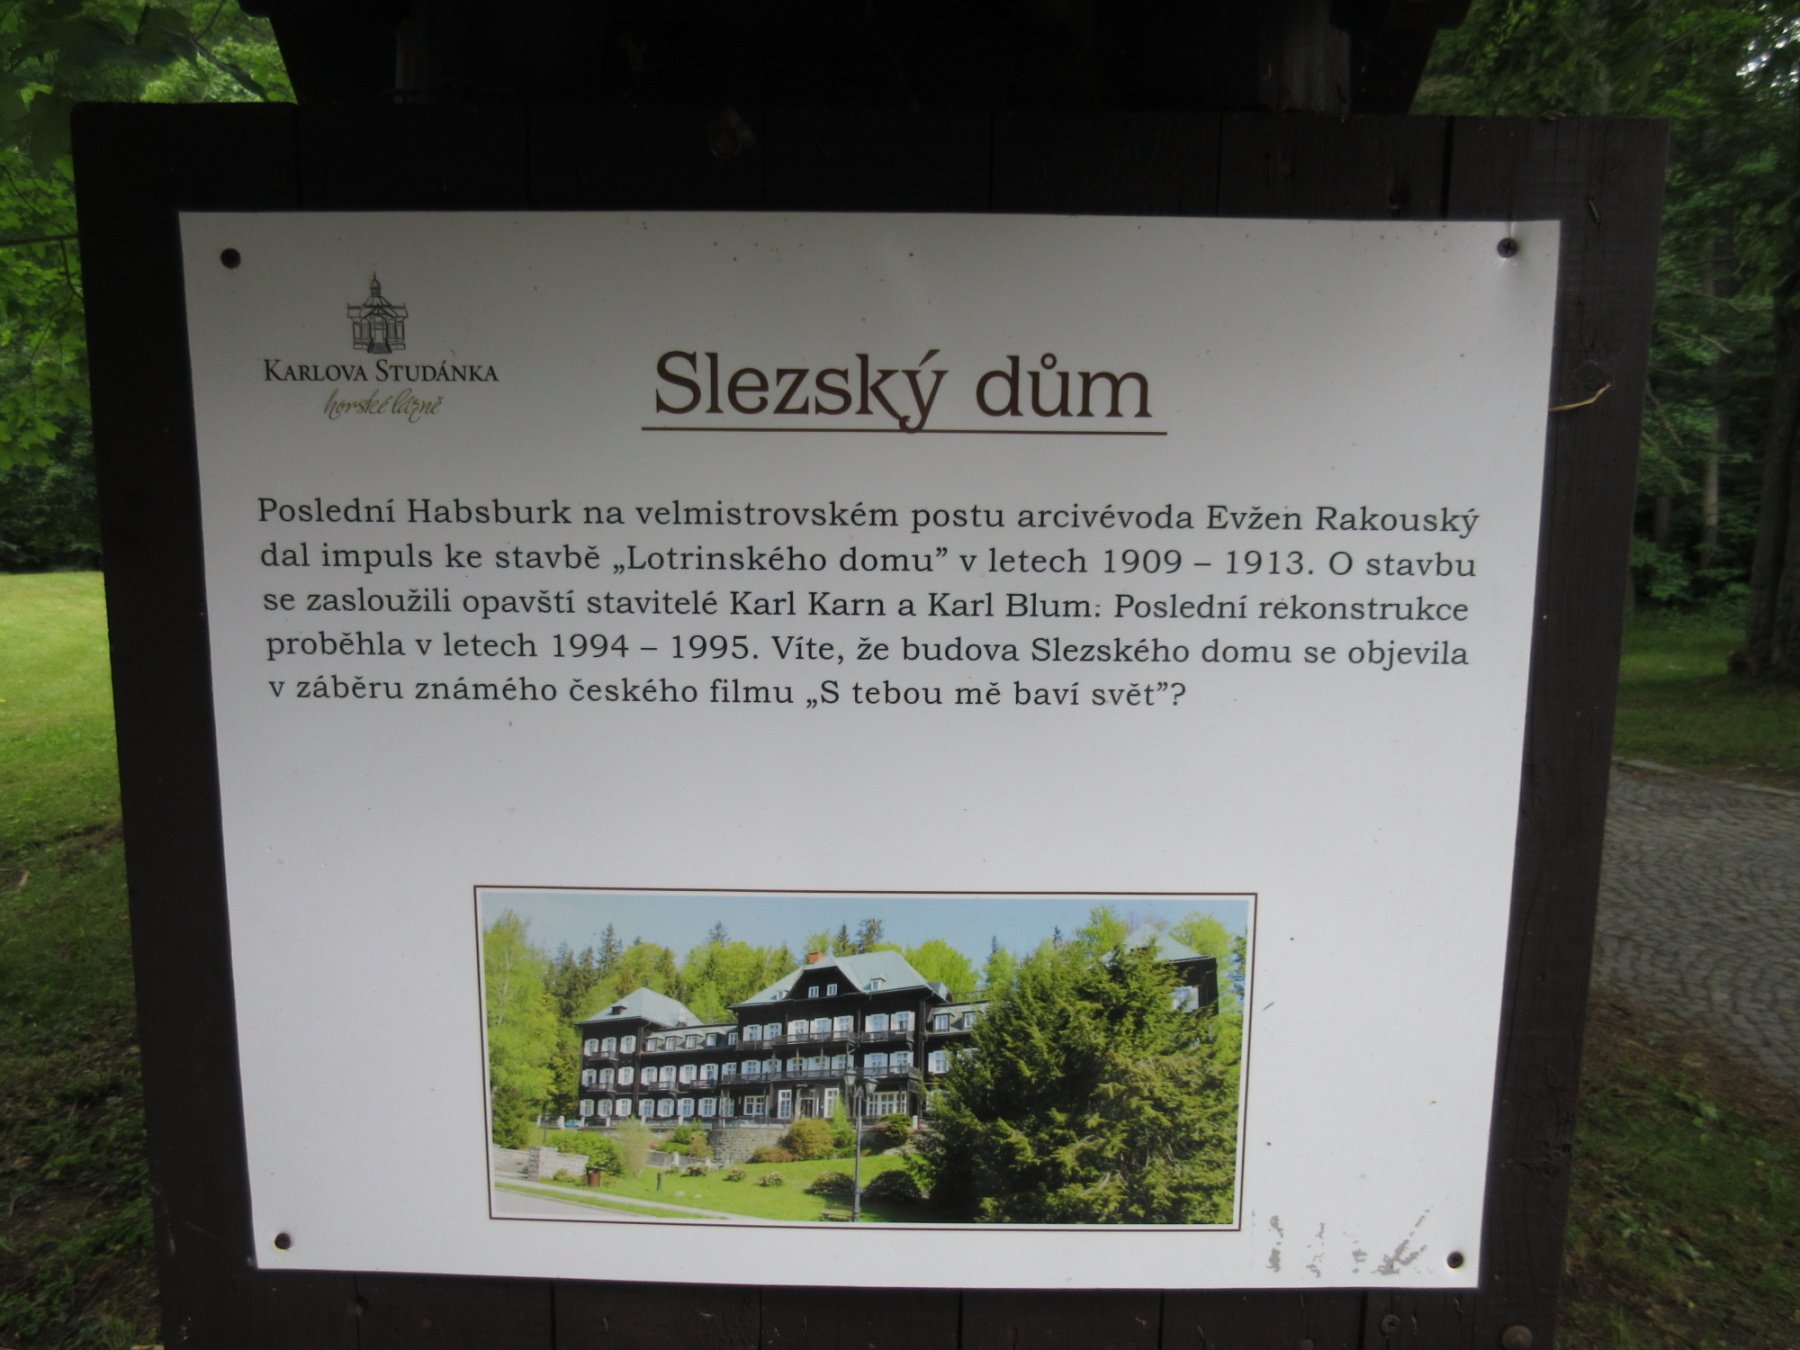 KARLOVA STUDÁNKA
horské lázně
Slezský dům
Poslední Habsburk na velmistrovském postu arcivévoda Evžen Rakouský
dal impuls ke stavbě „Lotrinského domu” v letech 1909 – 1913. O stavbu
se zasloužili opavští stavitelé Karl Karn a Karl Blum. Poslední rekonstrukce
proběhla v letech 1994 – 1995. Víte, že budova Slezského domu se objevila
v záběru známého českého filmu „S tebou mě baví svět”?